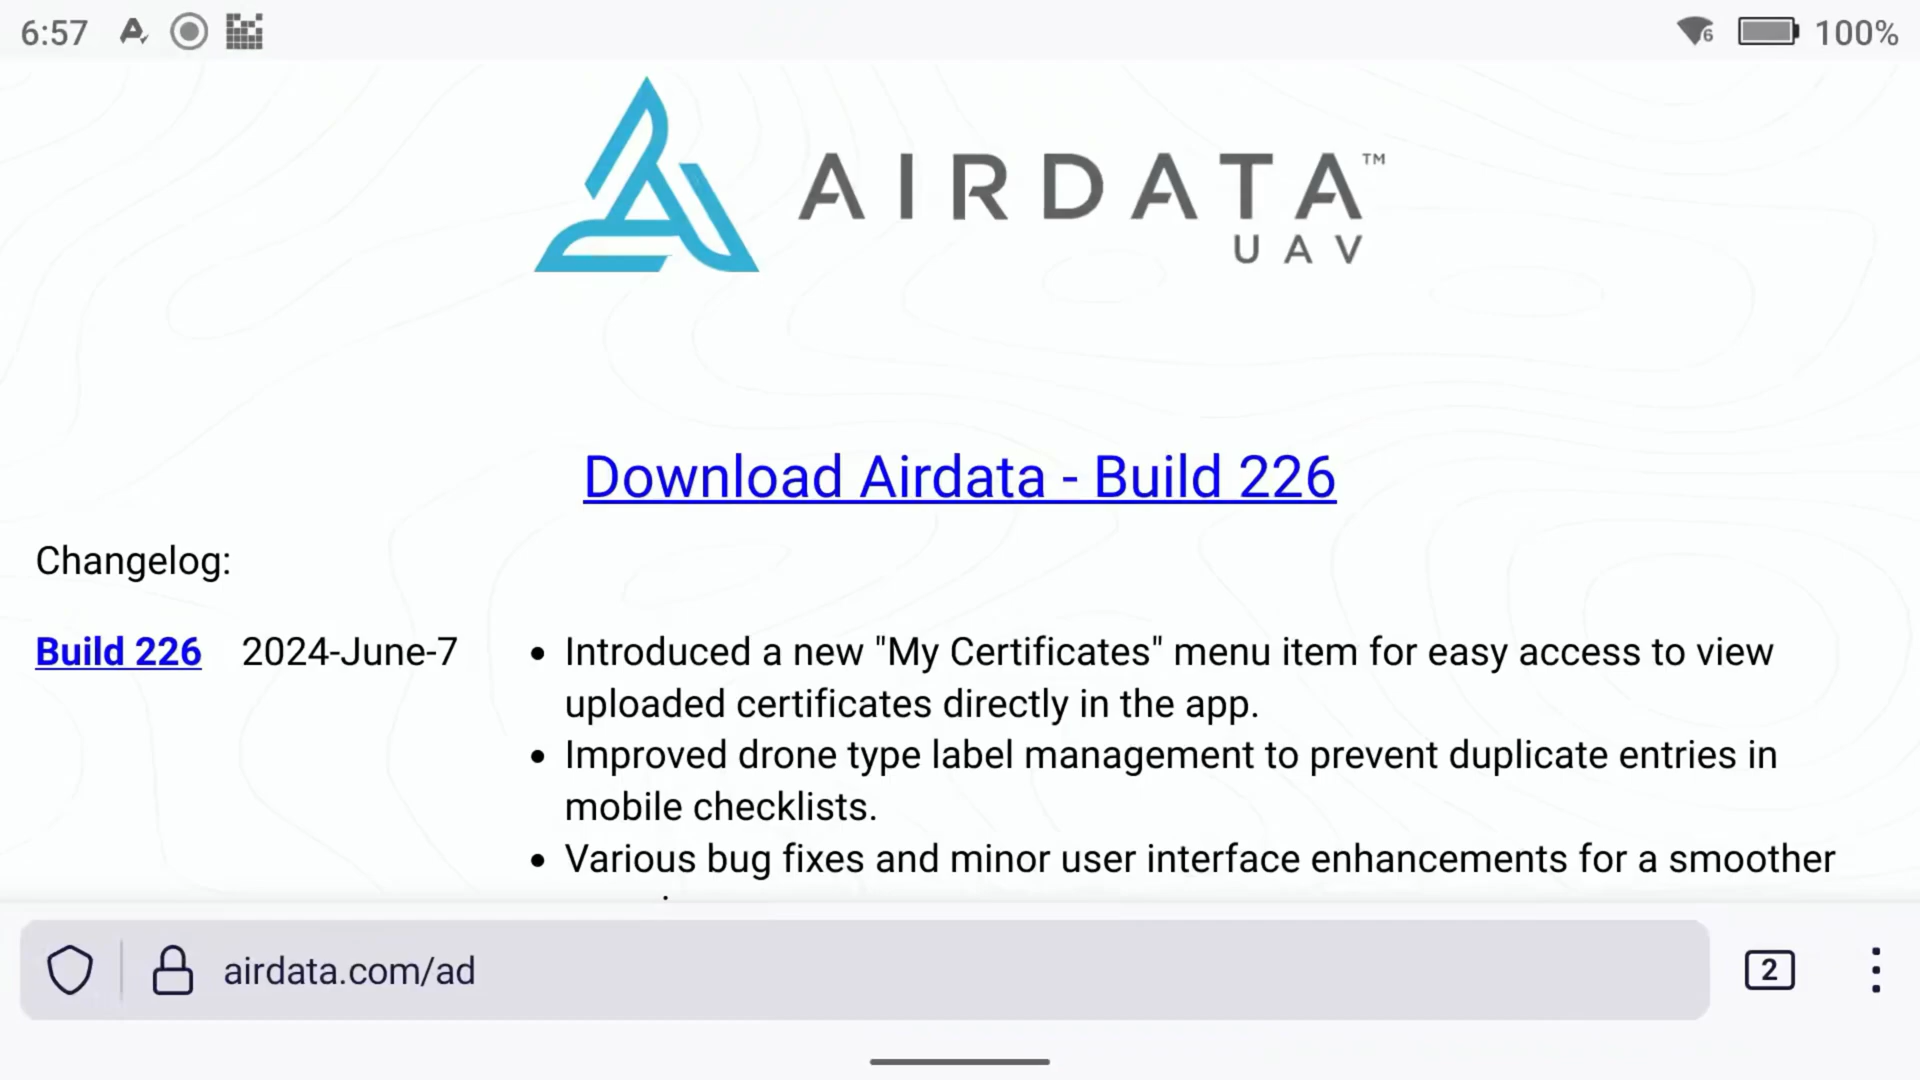 6:57
6
100%
AIRDATA™
UAV
Download Airdata - Build 226
Changelog:
Build 226 2024-June-7
• Introduced a new "My Certificates" menu item for easy access to view
uploaded certificates directly in the app.
• Improved drone type label management to prevent duplicate entries in
mobile checklists.
• Various bug fixes and minor user interface enhancements for a smoother
airdata.com/ad
2